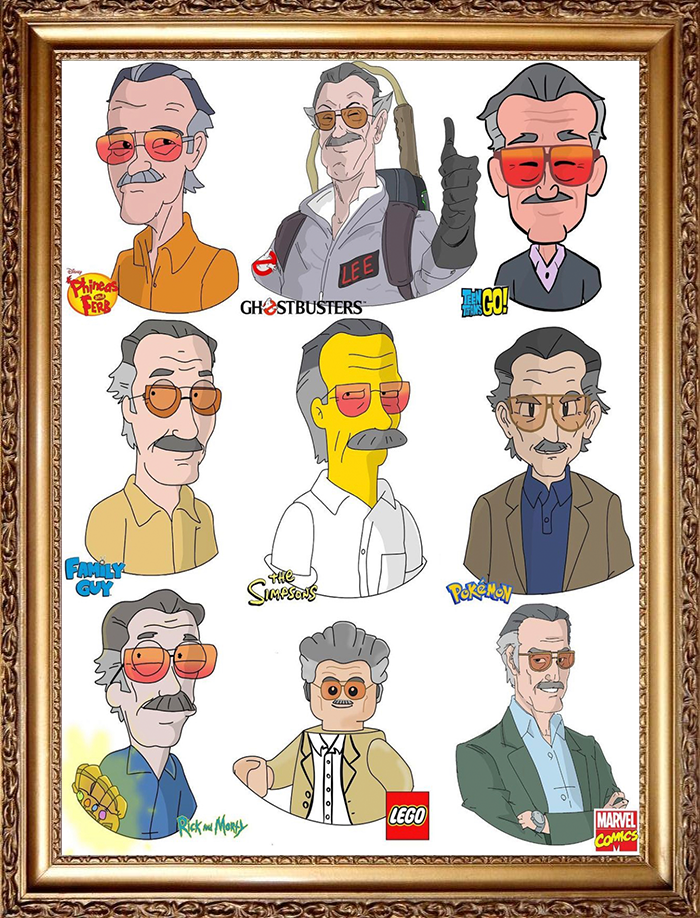 Disney
Phineas
and
FERB
LEE
GHOSTBUSTERS
TEEN
TITANS GO!
FAMILY
GUY
THE
SIMPSONS
POKéMON
RICK AND MORTY
LEGO
MARVEL
COMICS